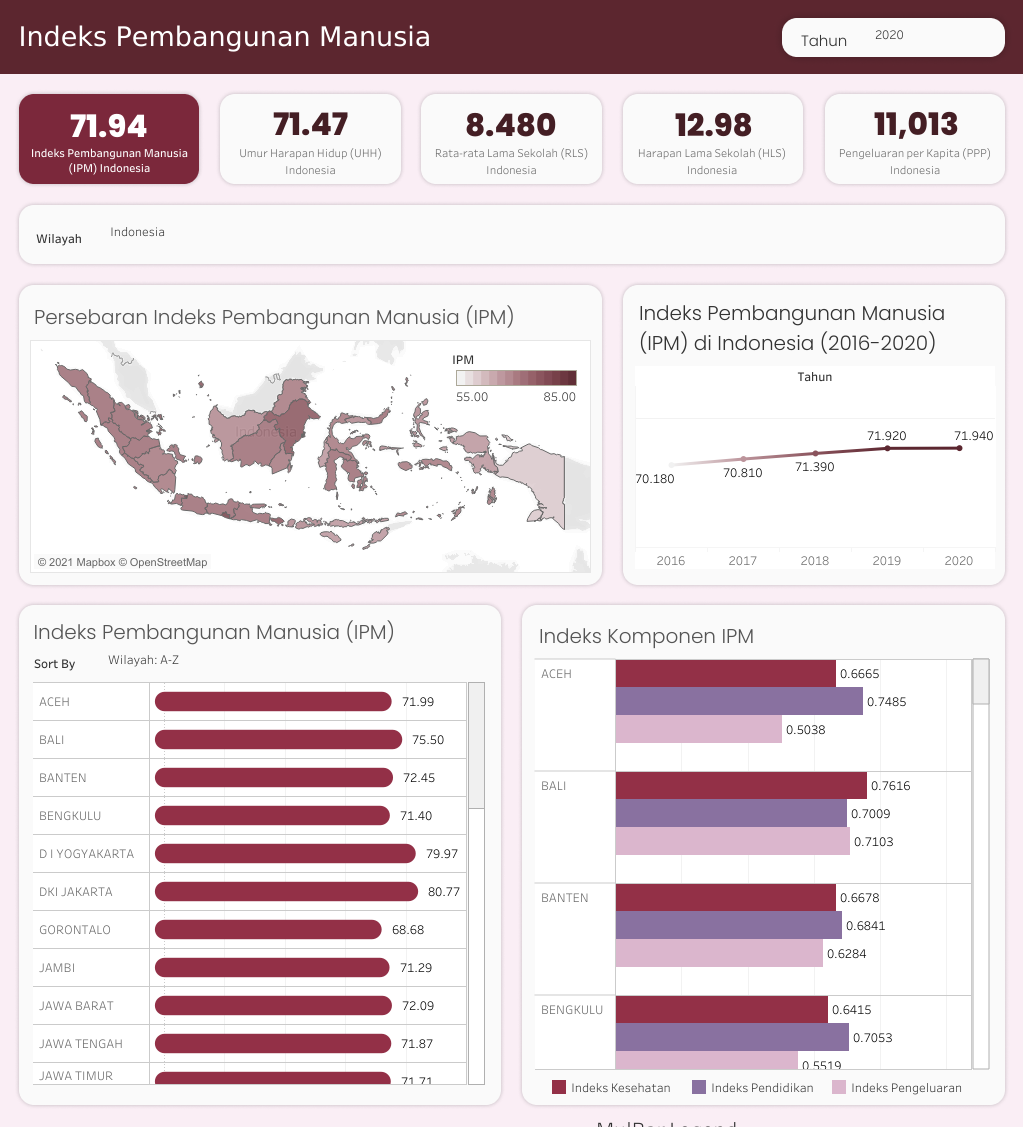 Indeks Pembangunan Manusia
Tahun 2020
71.94
Indeks Pembangunan Manusia
(IPM) Indonesia
71.47
Umur Harapan Hidup (UHH)
Indonesia
8.480
Rata-rata Lama Sekolah (RLS)
Indonesia
12.98
Harapan Lama Sekolah (HLS)
Indonesia
11,013
Pengeluaran per Kapita (PPP)
Indonesia
Wilayah Indonesia
Persebaran Indeks Pembangunan Manusia (IPM)
IPM
55.00 85.00
Indonesia
© 2021 Mapbox © OpenStreetMap
Indeks Pembangunan Manusia
(IPM) di Indonesia (2016-2020)
Tahun
70.180 70.810 71.390 71.920 71.940
2016 2017 2018 2019 2020
Indeks Pembangunan Manusia (IPM)
Sort By Wilayah: A-Z
ACEH 71.99
BALI 75.50
BANTEN 72.45
BENGKULU 71.40
D I YOGYAKARTA 79.97
DKI JAKARTA 80.77
GORONTALO 68.68
JAMBI 71.29
JAWA BARAT 72.09
JAWA TENGAH 71.87
JAWA TIMUR 71.71
Indeks Komponen IPM
ACEH 0.6665
0.7485
0.5038
BALI 0.7616
0.7009
0.7103
BANTEN 0.6678
0.6841
0.6284
BENGKULU 0.6415
0.7053
0.5519
Indeks Kesehatan Indeks Pendidikan Indeks Pengeluaran